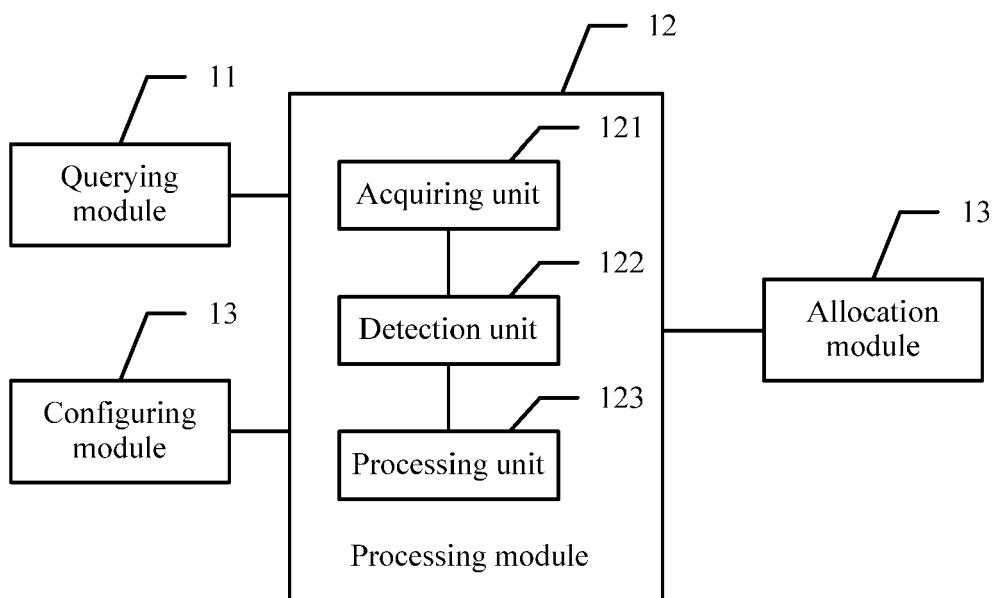 12
11
121
Querying
module
Acquiring unit
122
13
Detection unit
Allocation
module
13
Configuring
module
123
Processing unit
Processing module